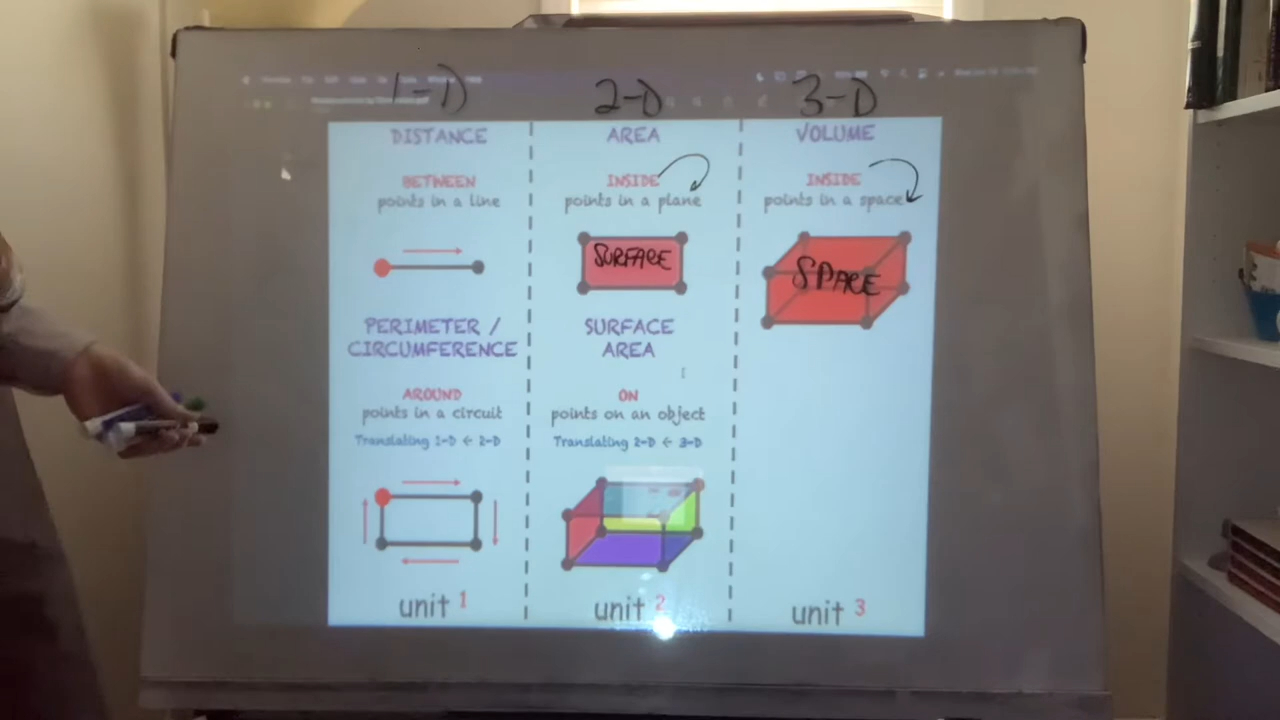 1-D
2-D
3-D
DISTANCE
BETWEEN
points in a line
PERIMETER /
CIRCUMFERENCE
AROUND
points in a circuit
Translating 1-D ← 2-D
unit 1
AREA
INSIDE
points in a plane
SURFACE
SURFACE
AREA
ON
points on an object
Translating 2-D ← 3-D
unit 2
VOLUME
INSIDE
points in a space
SPACE
unit 3